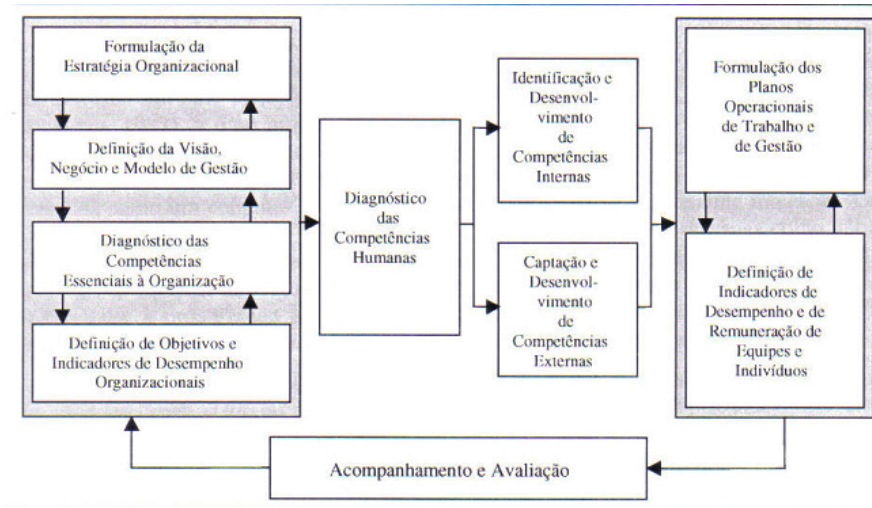 Formulação da
Estratégia Organizacional
Definição da Visão,
Negócio e Modelo de Gestão
Diagnóstico das
Competências
Essenciais à Organização
Definição de Objetivos e
Indicadores de Desempenho
Organizacionais
Diagnóstico
das
Competências
Humanas
Identificação e
Desenvol-
vimento
de
Competências
Internas
Captação e
Desenvol-
vimento
de
Competências
Externas
Formulação dos
Planos
Operacionais
de Trabalho e
de Gestão
Definição de
Indicadores de
Desempenho e de
Remuneração de
Equipes e
Indivíduos
Acompanhamento e Avaliação